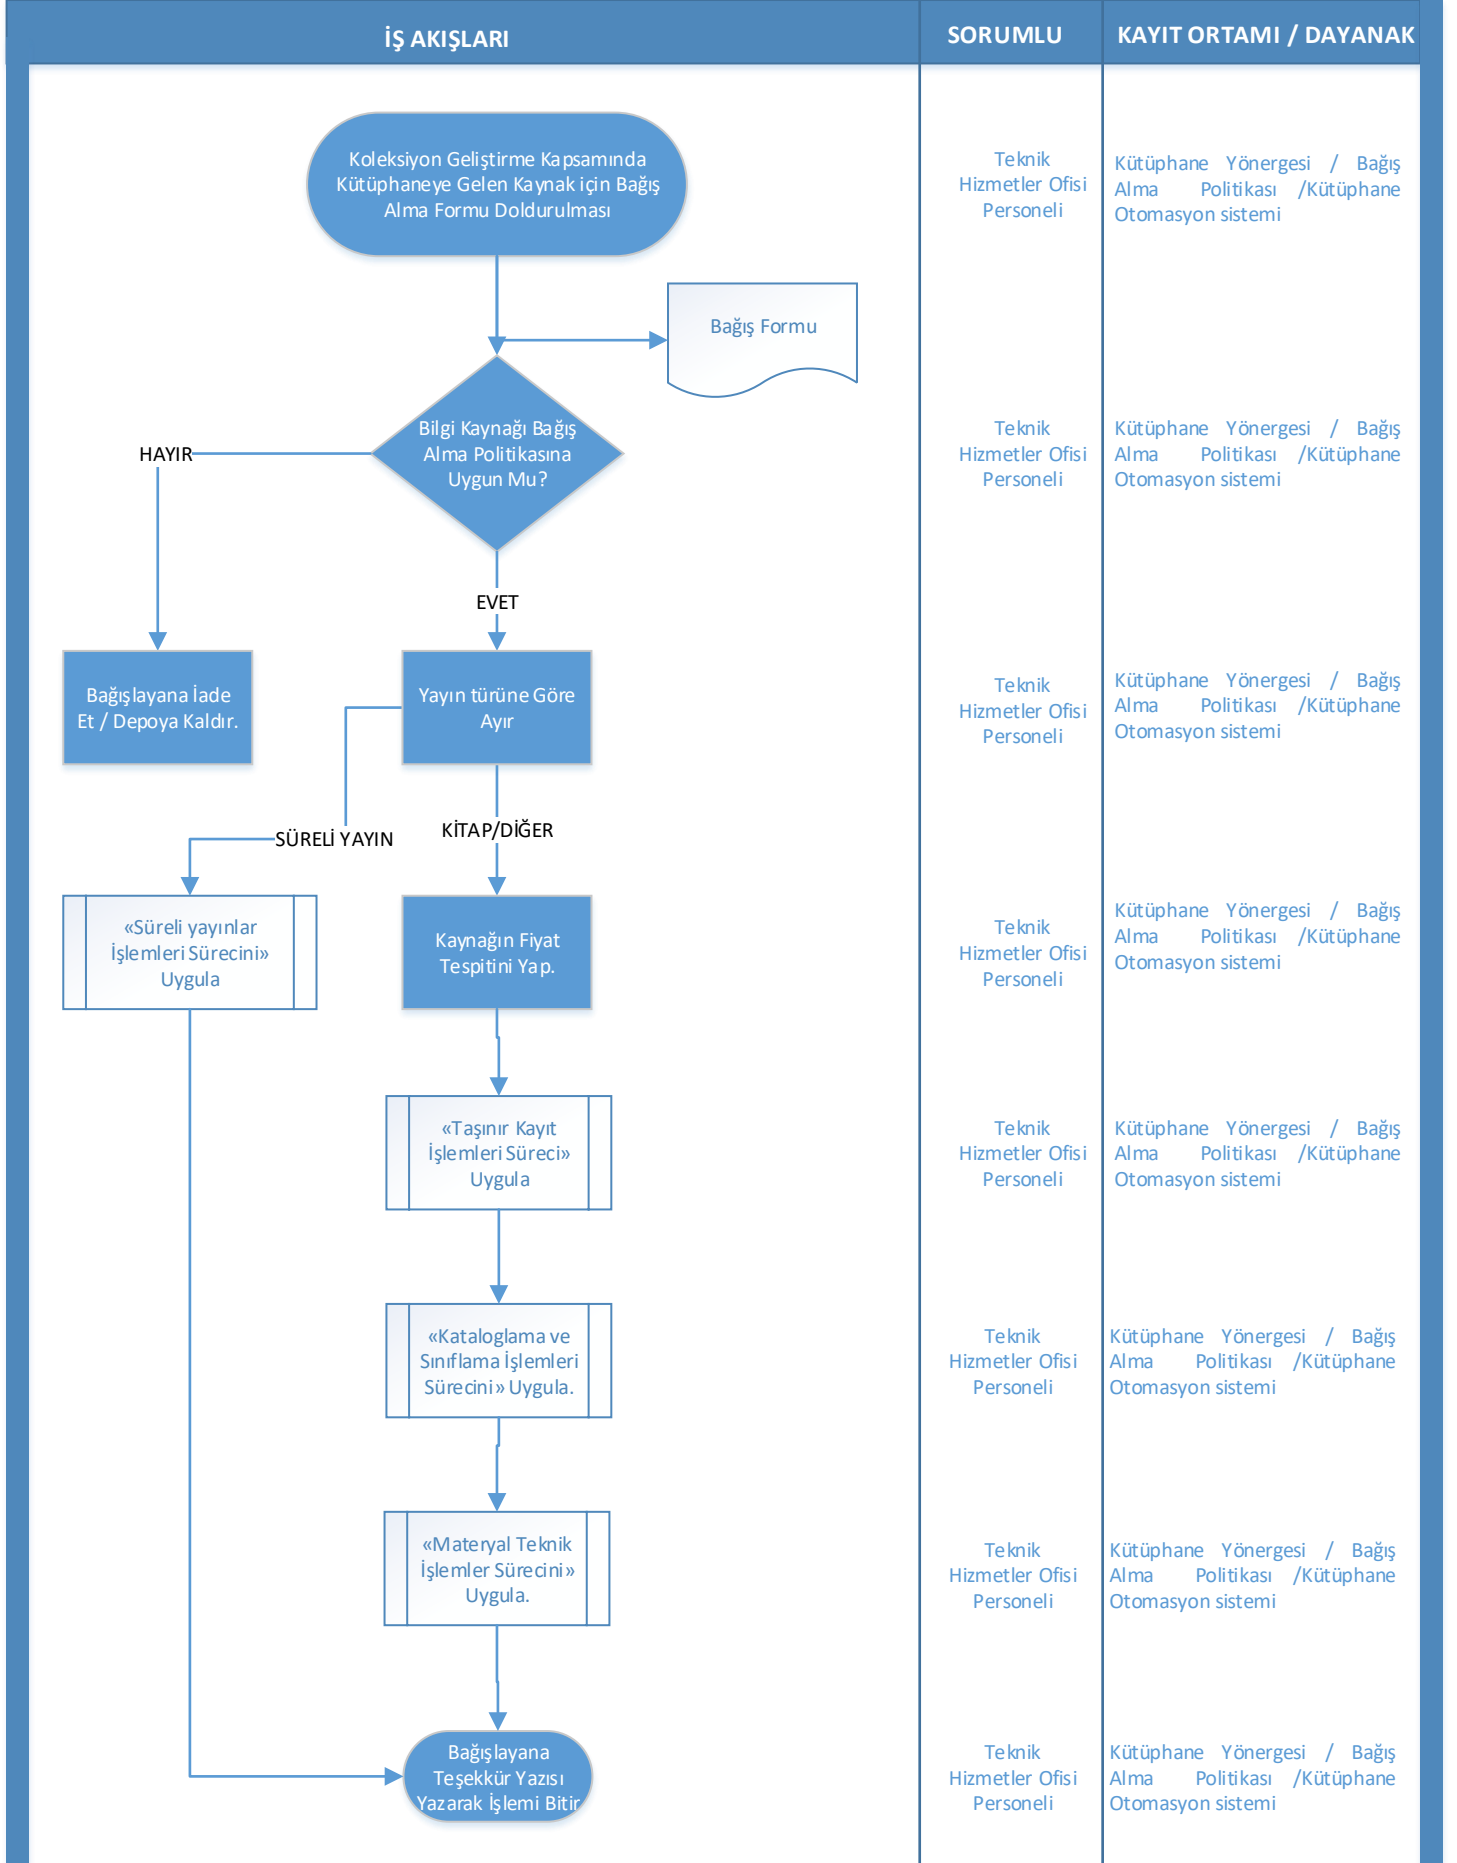 İŞ AKIŞLARI
SORUMLU
KAYIT ORTAMI / DAYANAK
Koleksiyon Geliştirme Kapsamında
Kütüphaneye Gelen Kaynak için Bağış
Alma Formu Doldurulması
Teknik
Hizmetler Ofisi
Personeli
Kütüphane Yönergesi / Bağış
Alma Politikası /Kütüphane
Otomasyon sistemi
Bağış Formu
Bilgi Kaynağı Bağış
Alma Politikasına
Uygun Mu?
HAYIR
Teknik
Hizmetler Ofisi
Personeli
Kütüphane Yönergesi / Bağış
Alma Politikası /Kütüphane
Otomasyon sistemi
EVET
Bağışlayana İade
Et / Depoya Kaldır.
Yayın türüne Göre
Ayır
Teknik
Hizmetler Ofisi
Personeli
Kütüphane Yönergesi / Bağış
Alma Politikası /Kütüphane
Otomasyon sistemi
SÜRELİ YAYIN
KİTAP/DİĞER
«Süreli yayınlar
İşlemleri Sürecini»
Uygula
Kaynağın Fiyat
Tespitini Yap.
Teknik
Hizmetler Ofisi
Personeli
Kütüphane Yönergesi / Bağış
Alma Politikası /Kütüphane
Otomasyon sistemi
«Taşınır Kayıt
İşlemleri Süreci»
Uygula
Teknik
Hizmetler Ofisi
Personeli
Kütüphane Yönergesi / Bağış
Alma Politikası /Kütüphane
Otomasyon sistemi
«Kataloglama ve
Sınıflama İşlemleri
Sürecini» Uygula.
Teknik
Hizmetler Ofisi
Personeli
Kütüphane Yönergesi / Bağış
Alma Politikası /Kütüphane
Otomasyon sistemi
«Materyal Teknik
İşlemler Sürecini»
Uygula.
Teknik
Hizmetler Ofisi
Personeli
Kütüphane Yönergesi / Bağış
Alma Politikası /Kütüphane
Otomasyon sistemi
Bağışlayana
Teşekkür Yazısı
Yazarak İşlemi Bitir
Teknik
Hizmetler Ofisi
Personeli
Kütüphane Yönergesi / Bağış
Alma Politikası /Kütüphane
Otomasyon sistemi